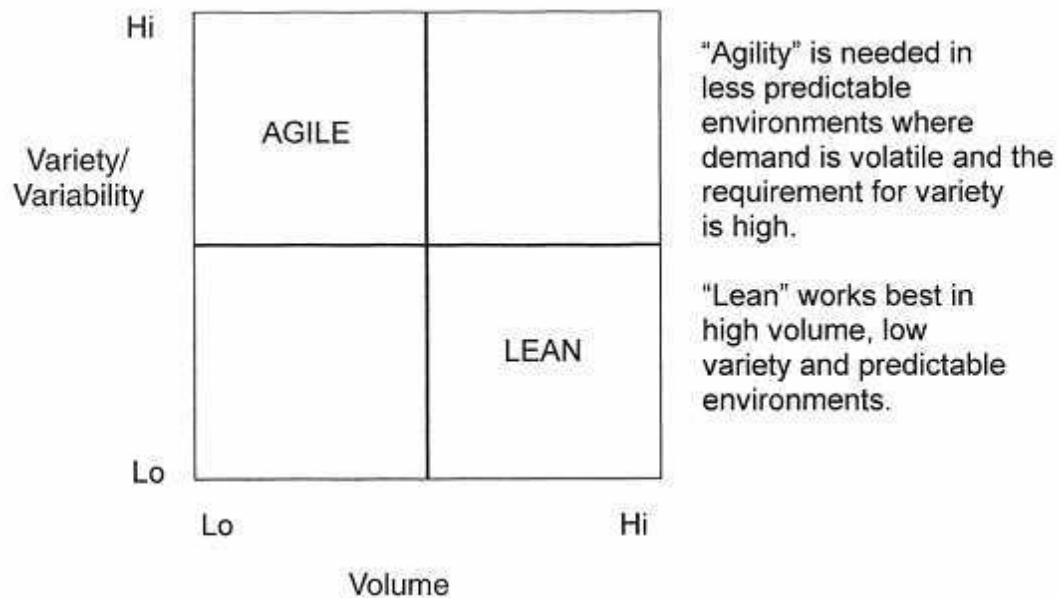 Hi
AGILE
Variety/
Variability
LEAN
Lo
Lo
Hi
Volume
“Agility” is needed in
less predictable
environments where
demand is volatile and the
requirement for variety
is high.
“Lean” works best in
high volume, low
variety and predictable
environments.